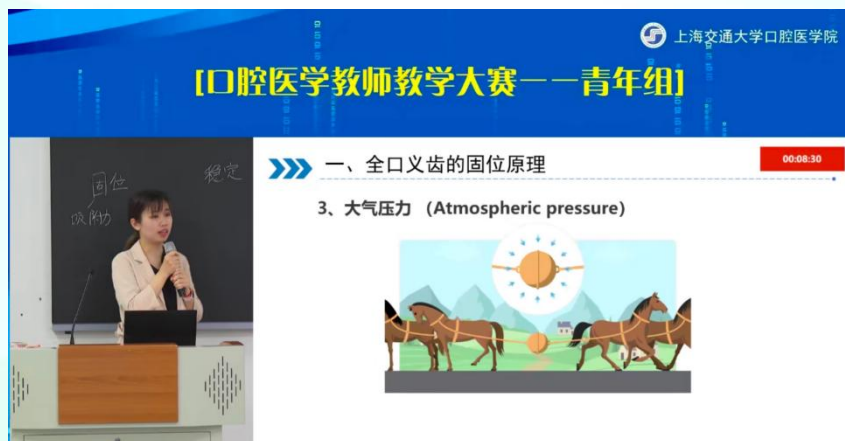 上海交通大学口腔医学院
[口腔医学教师教学大赛——青年组]
一、全口义齿的固位原理
00:08:30
3、大气压力 （Atmospheric pressure）
固位
稳定
吸附力